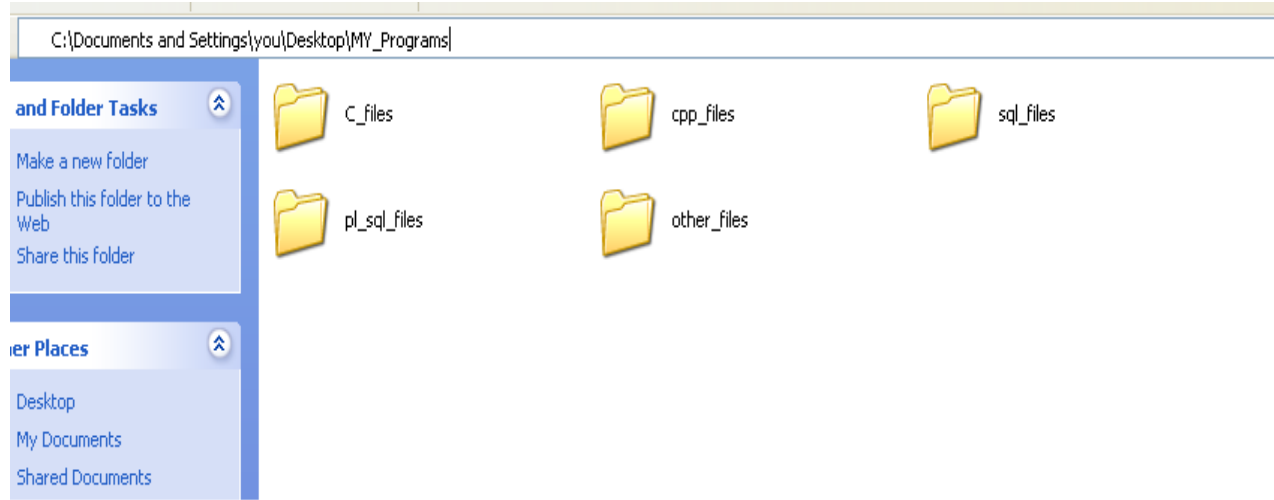 C:\Documents and Settings\you\Desktop\MY_Programs
and Folder Tasks
Make a new folder
Publish this folder to the
Web
Share this folder
er Places
Desktop
My Documents
Shared Documents
C_files
cpp_files
sql_files
pl_sql_files
other_files